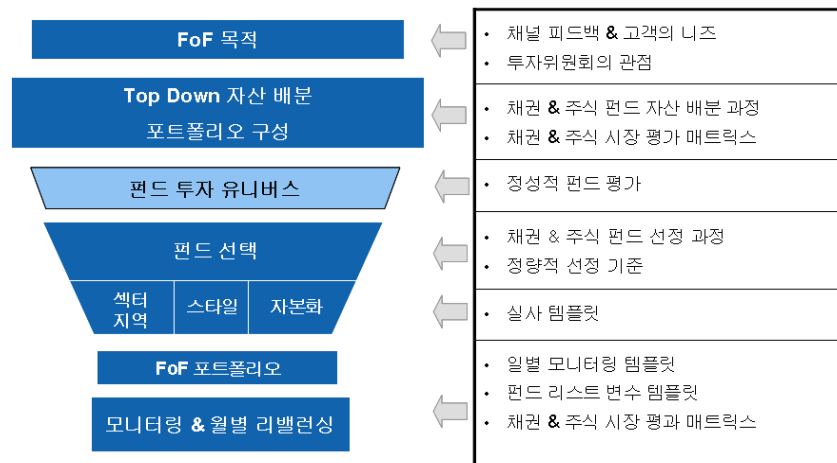 FoF 목적
Top Down 자산 배분
포트폴리오 구성
펀드 투자 유니버스
펀드 선택
섹터
지역
스타일
자본화
FoF 포트폴리오
모니터링 & 월별 리밸런싱
• 채널 피드백 & 고객의 니즈
• 투자위원회의 관점
• 채권 & 주식 펀드 자산 배분 과정
• 채권 & 주식 시장 평가 매트릭스
• 정성적 펀드 평가
• 채권 & 주식 펀드 선정 과정
• 정량적 선정 기준
• 실사 템플릿
• 일별 모니터링 템플릿
• 펀드 리스트 변수 템플릿
• 채권 & 주식 시장 평과 매트릭스